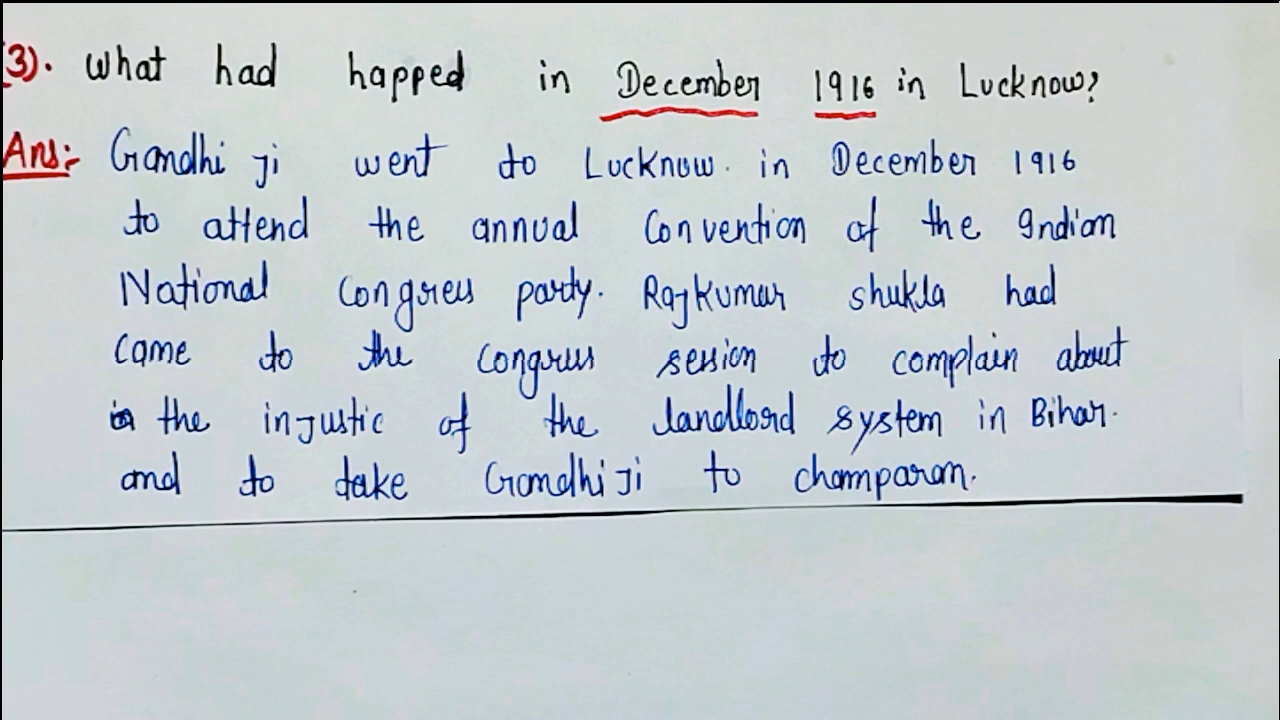 (3). What had happed in December 1916 in Lucknow?
Ans:- Gandhi ji went to Lucknow. in December 1916
to attend the annual Convention of the Indian
National Congress party. Rajkumar shukla had
came to the congress session to complain about
the injustic of the landlord system in Bihar.
and to take Gandhiji to champaran.